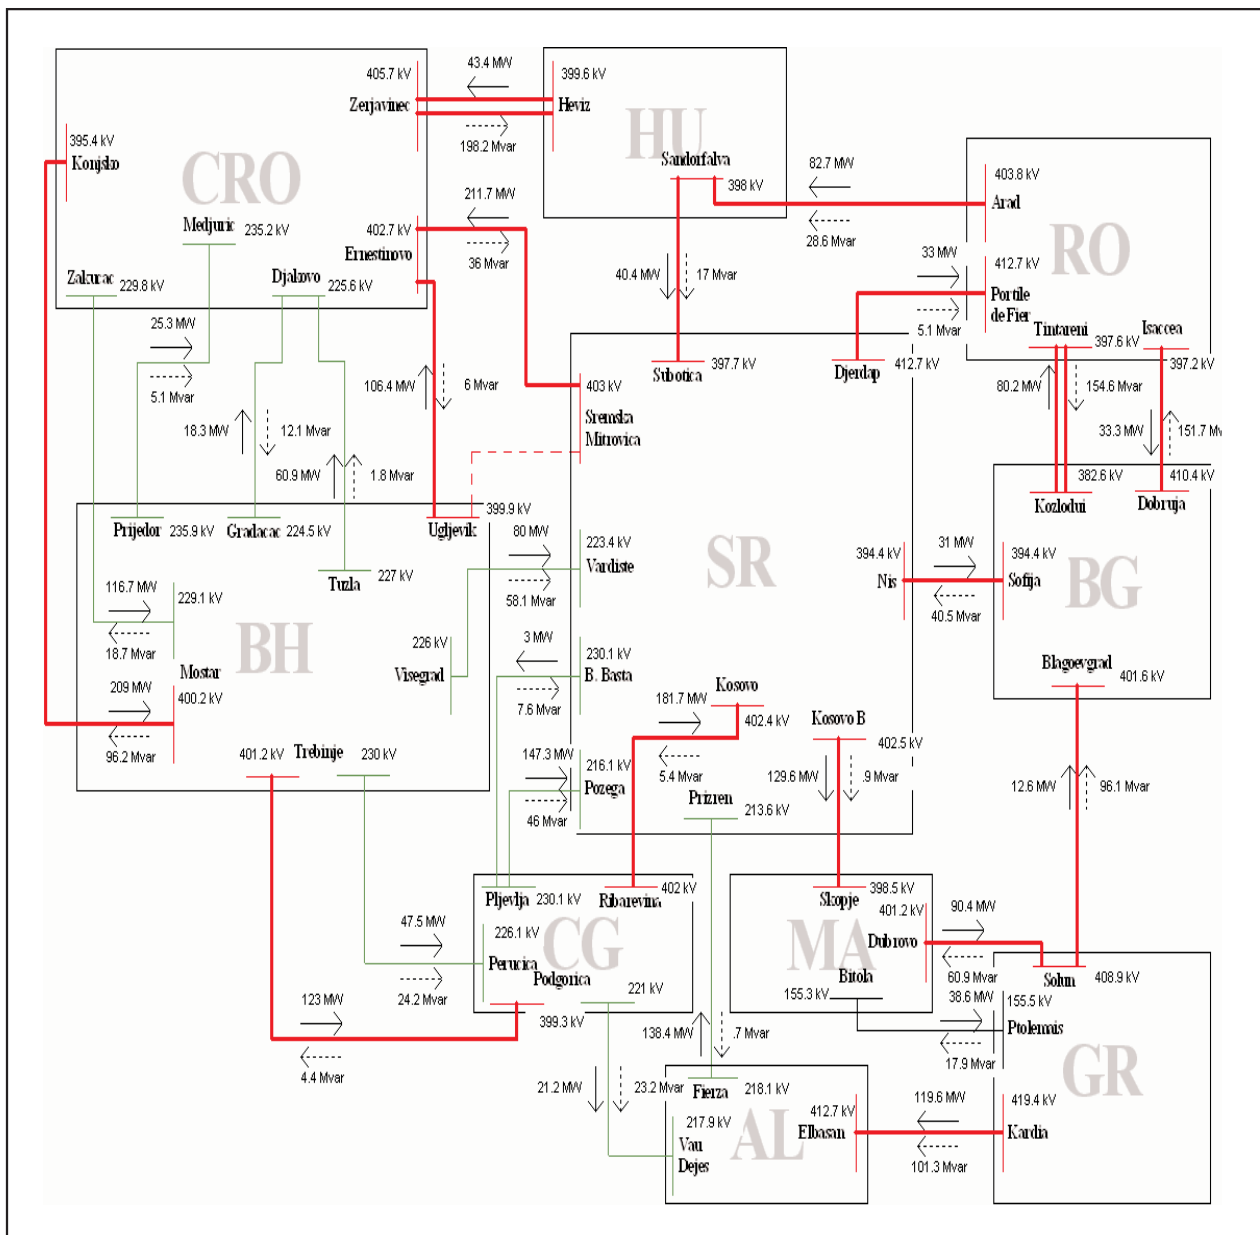 43.4 MW
405.7 kV
399.6 kV
Zerjavinec
Heviz
HU
198.2 Mvar
395.4 kV
Konjsko
CRO
Sandorfalva
398 kV
82.7 MW
403.8 kV
Arad
28.6 Mvar
RO
211.7 MW
402.7 kV
Ernestinovo
36 Mvar
Medjuric
235.2 kV
Zakucac
229.8 kV
Djakovo
225.6 kV
40.4 MW
17 Mvar
33 MW
412.7 kV
Portile
de Fier
5.1 Mvar
Tintareni
397.6 kV
Isaccea
397.2 kV
25.3 MW
5.1 Mvar
106.4 MW
6 Mvar
Subotica
397.7 kV
Djerdap
412.7 kV
80.2 MW
154.6 Mvar
403 kV
Sremska
Mitrovica
18.3 MW
12.1 Mvar
60.9 MW
1.8 Mvar
33.3 MW
151.7 Mv
382.6 kV
Kozlodui
410.4 kV
Dobruja
Prijedor
235.9 kV
Gradacac
224.5 kV
Ugljevik
399.9 kV
80 MW
223.4 kV
Vardiste
58.1 Mvar
SR
394.4 kV
Nis
31 MW
394.4 kV
Sofija
40.5 Mvar
BG
Tuzla
227 kV
116.7 MW
229.1 kV
18.7 Mvar
BH
Mostar
209 MW
400.2 kV
96.2 Mvar
226 kV
Visegrad
3 MW
230.1 kV
B. Basta
7.6 Mvar
Blagoevgrad
401.6 kV
Kosovo
402.4 kV
181.7 MW
5.4 Mvar
Kosovo B
402.5 kV
129.6 MW
.9 Mvar
401.2 kV
Trebinje
230 kV
147.3 MW
216.1 kV
Pozega
46 Mvar
Prizren
213.6 kV
12.6 MW
96.1 Mvar
Pljevlja
230.1 kV
Ribarevina
402 kV
Skopje
398.5 kV
401.2 kV
Dubrovo
90.4 MW
60.9 Mvar
MA
CG
47.5 MW
226.1 kV
Perucica
24.2 Mvar
Podgorica
399.3 kV
221 kV
Bitola
155.3 kV
Solun
408.9 kV
38.6 MW
155.5 kV
Ptolemais
17.9 Mvar
GR
123 MW
4.4 Mvar
138.4 MW
.7 Mvar
21.2 MW
23.2 Mvar
Fierza
218.1 kV
217.9 kV
Vau
Dejes
AL
412.7 kV
Elbasan
119.6 MW
419.4 kV
Kardia
101.3 Mvar